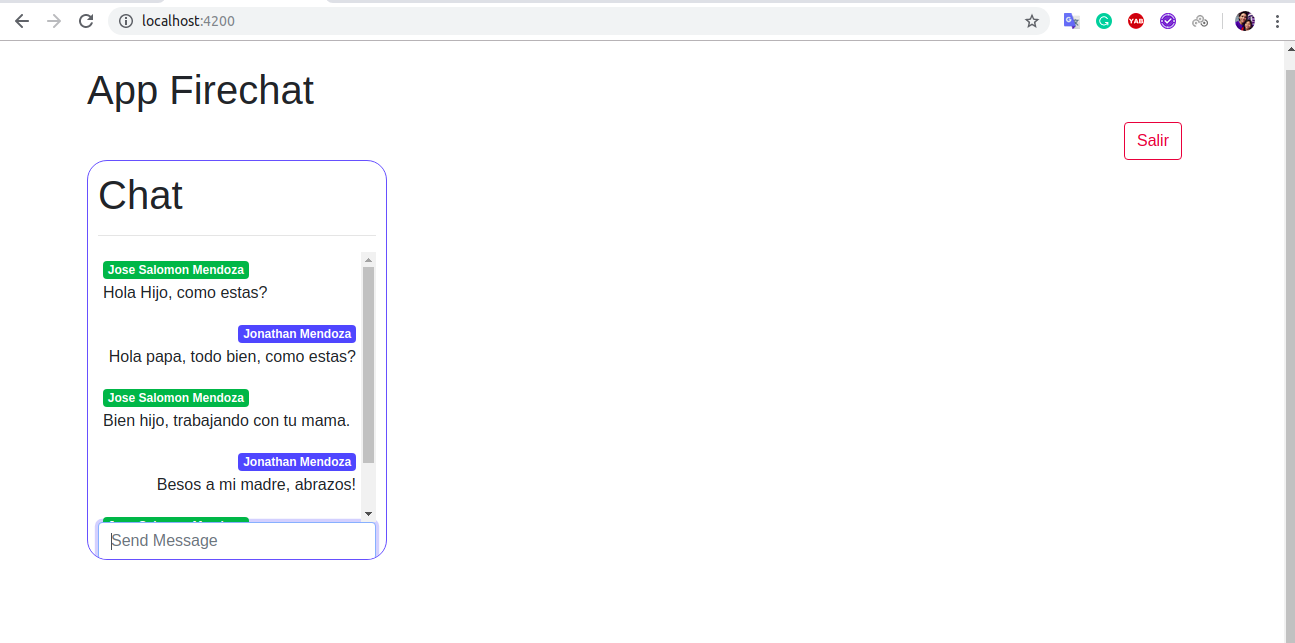 localhost:4200
App Firechat
Salir
Chat
Jose Salomon Mendoza
Hola Hijo, como estas?
Jonathan Mendoza
Hola papa, todo bien, como estas?
Jose Salomon Mendoza
Bien hijo, trabajando con tu mama.
Jonathan Mendoza
Besos a mi madre, abrazos!
Send Message